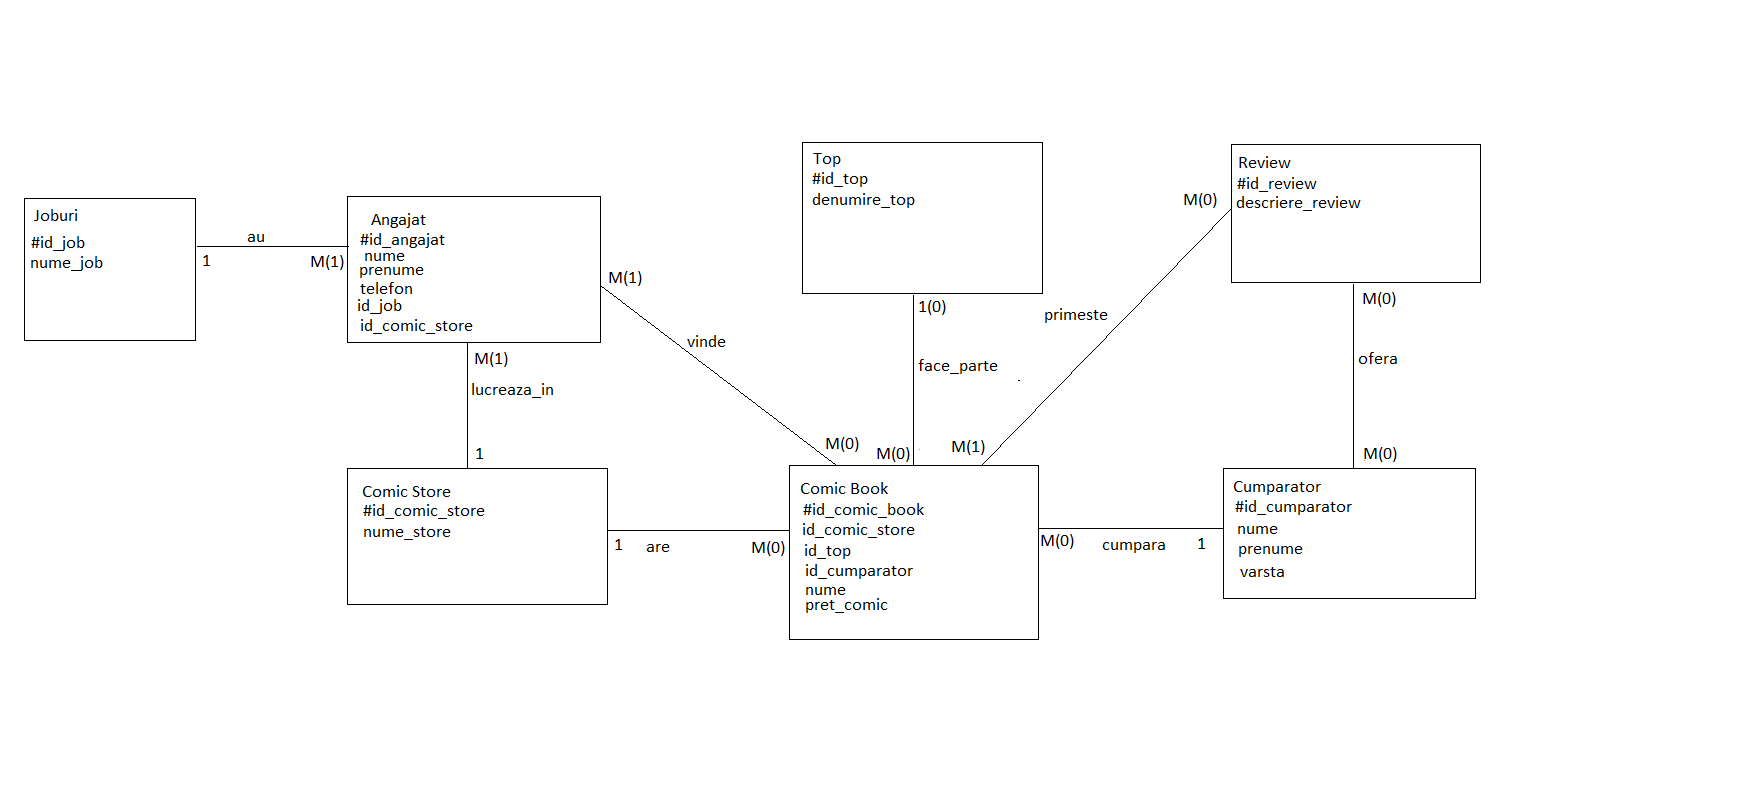 Joburi
#id_job
nume_job
au
1
M(1)
Angajat
#id_angajat
nume
prenume
telefon
id_job
id_comic_store
M(1)
vinde
M(0)
M(1)
lucreaza_in
1
Top
#id_top
denumire_top
1(0)
face_parte
M(0)
Review
#id_review
descriere_review
M(0)
primeste
M(1)
M(0)
ofera
M(0)
Comic Store
#id_comic_store
nume_store
1
are
M(0)
Comic Book
#id_comic_book
id_comic_store
id_top
id_cumparator
nume
pret_comic
M(0)
cumpara
1
Cumparator
#id_cumparator
nume
prenume
varsta